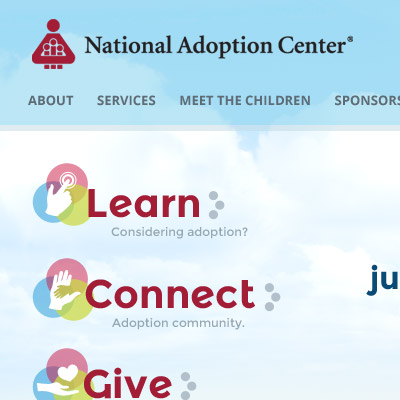 National Adoption Center®
ABOUT SERVICES MEET THE CHILDREN SPONSORS
Learn
Considering adoption?
Connect
ju
Adoption community.
Give